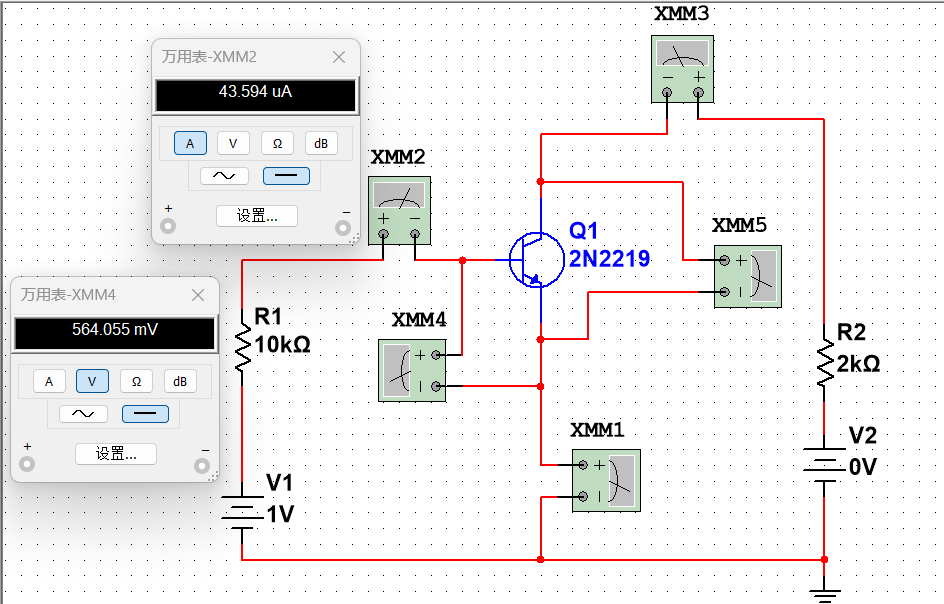 XMM3
万用表-XMM2
43.594 uA
A V Ω dB
+ 设置... −
XMM2
+ −
− +
Q1
2N2219
XMM5
+
−
万用表-XMM4
564.055 mV
A V Ω dB
+ 设置... −
R1
10kΩ
XMM4
+
−
R2
2kΩ
XMM1
+
−
V1
1V
V2
0V